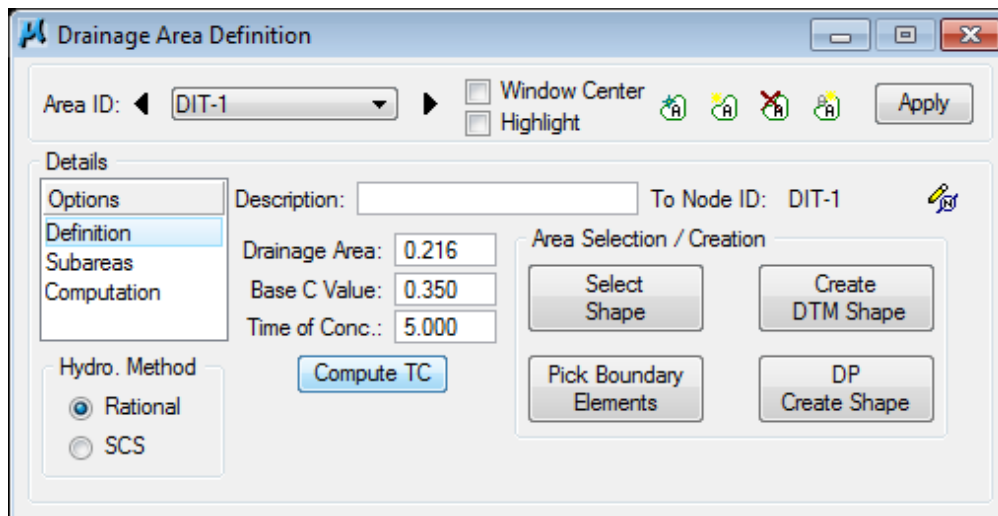 Drainage Area Definition
Area ID: DIT-1
Window Center
Highlight
Apply
Details
Options
Definition
Subareas
Computation
Description:
To Node ID: DIT-1
Drainage Area: 0.216
Base C Value: 0.350
Time of Conc.: 5.000
Compute TC
Hydro. Method
Rational
SCS
Area Selection / Creation
Select
Shape
Create
DTM Shape
Pick Boundary
Elements
DP
Create Shape